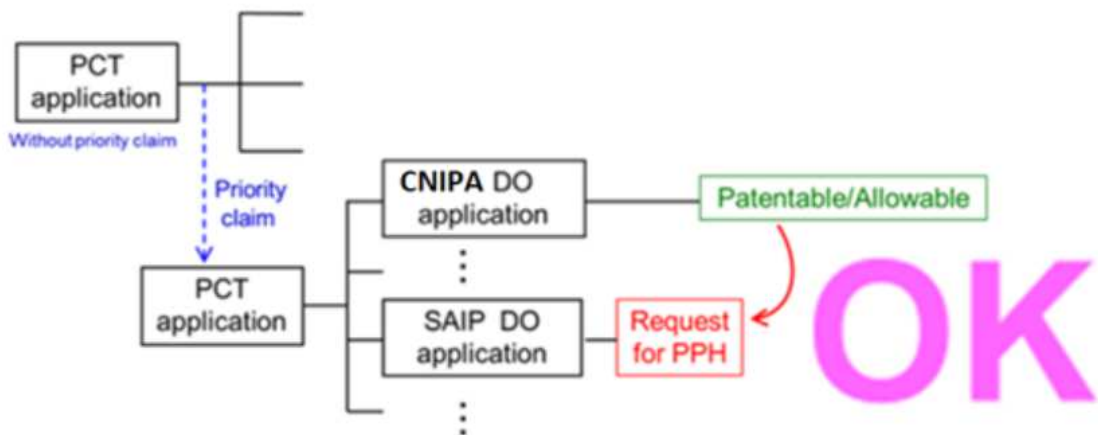 PCT
application
Without priority claim
Priority
claim
CNIPA DO
application
Patentable/Allowable
PCT
application
SAIP DO
application
Request
for PPH
OK